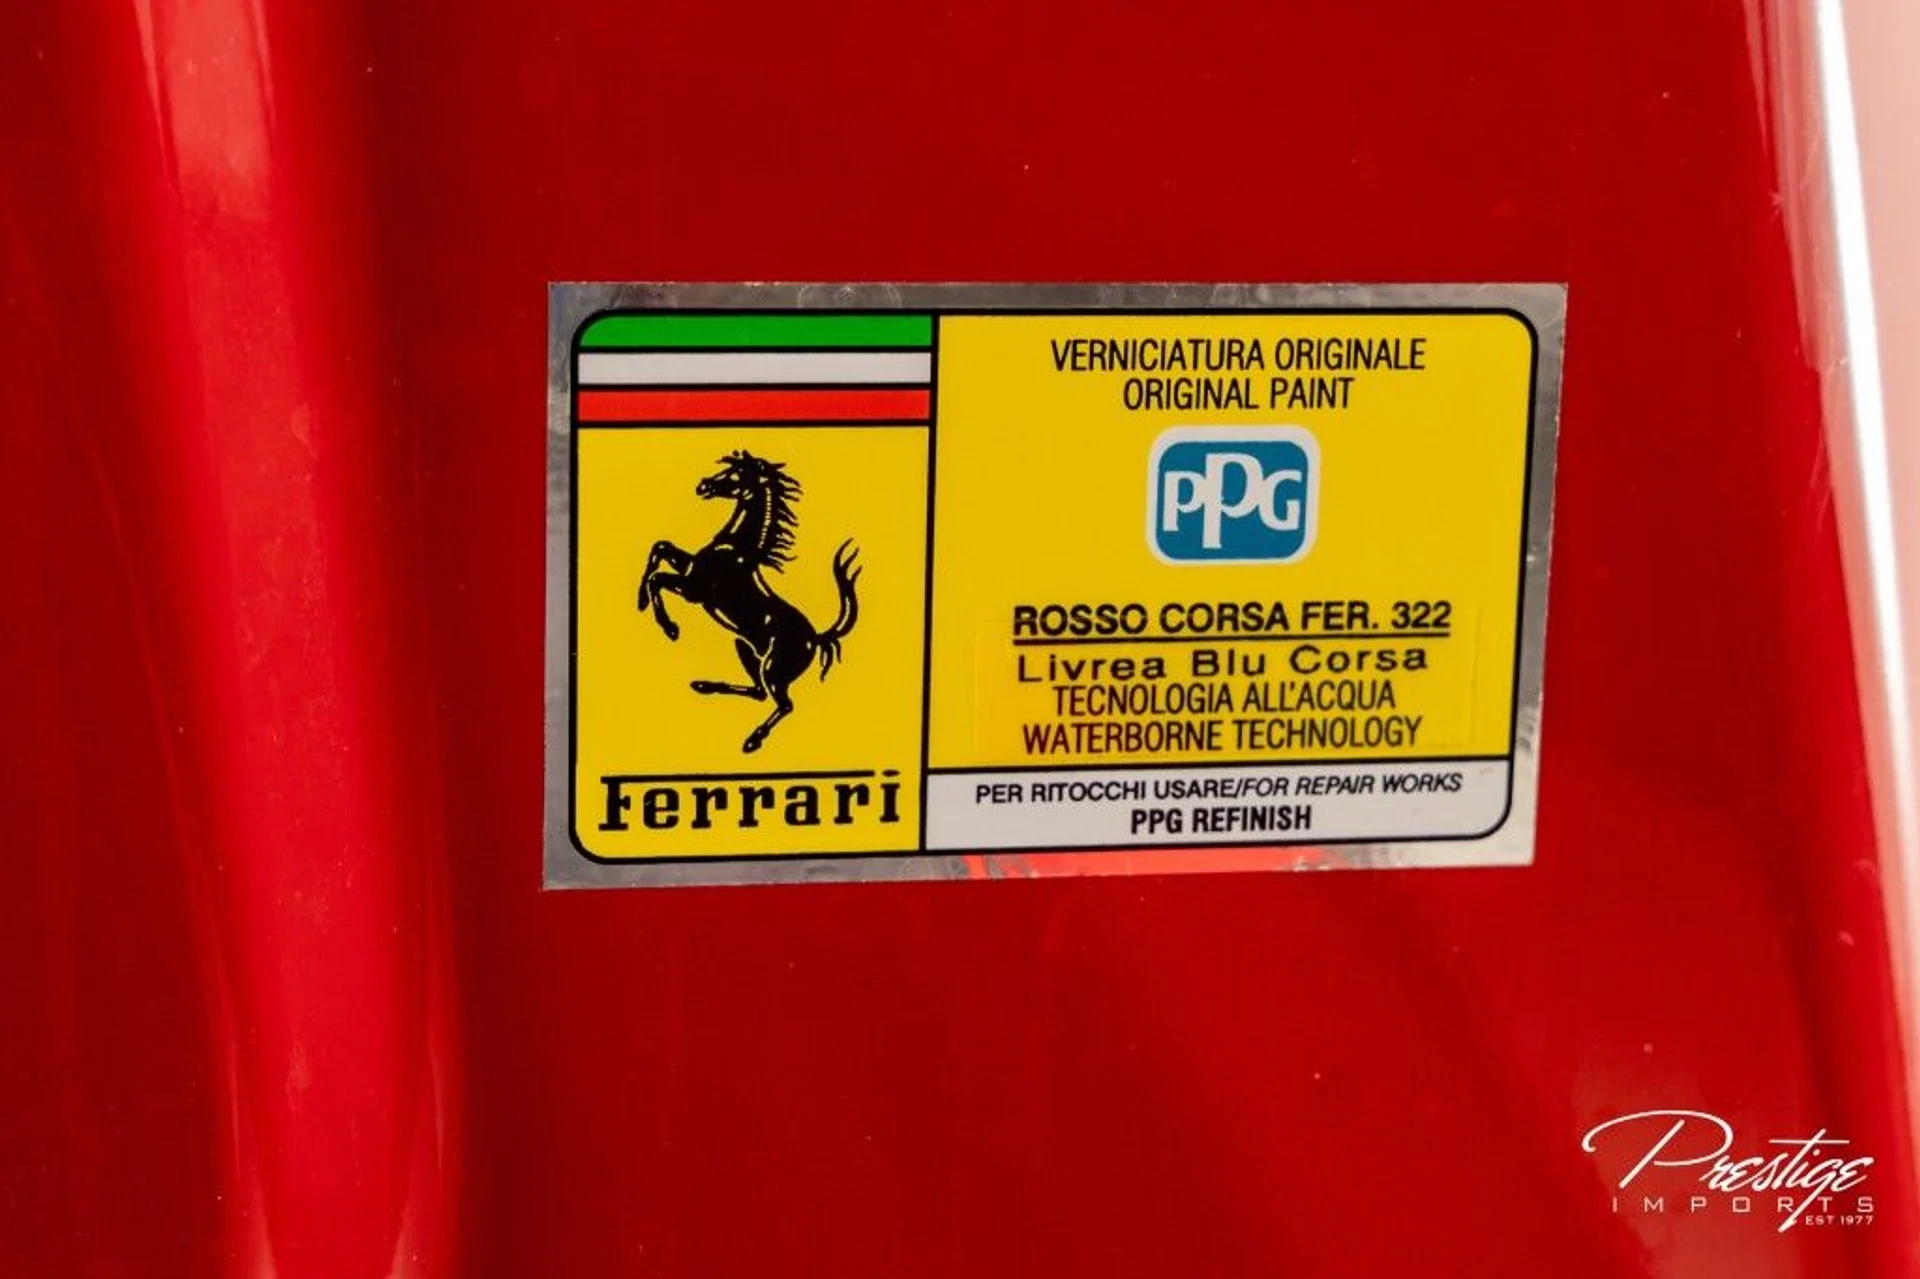 VERNICIATURA ORIGINALE
ORIGINAL PAINT
PPG
ROSSO CORSA FER. 322
Livrea Blu Corsa
TECNOLOGIA ALL'ACQUA
WATERBORNE TECHNOLOGY
Ferrari
PER RITOCCHI USARE/FOR REPAIR WORKS
PPG REFINISH
Prestige
IMPORTS
EST 1977